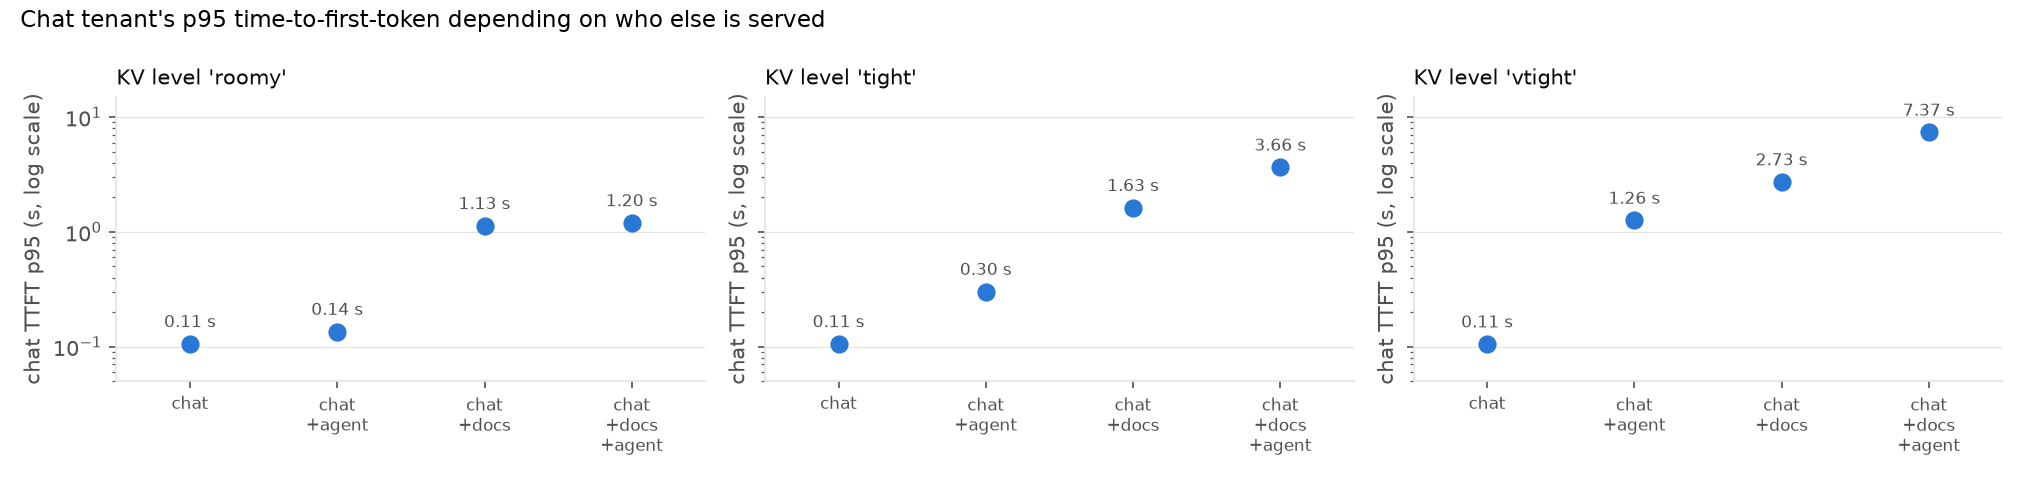 Chat tenant's p95 time-to-first-token depending on who else is served
KV level 'roomy'
chat TTFT p95 (s, log scale)
10¹
10⁰
10⁻¹
0.11 s
0.14 s
1.13 s
1.20 s
chat
chat
+agent
chat
+docs
chat
+docs
+agent
KV level 'tight'
chat TTFT p95 (s, log scale)
0.11 s
0.30 s
1.63 s
3.66 s
chat
chat
+agent
chat
+docs
chat
+docs
+agent
KV level 'vtight'
chat TTFT p95 (s, log scale)
0.11 s
1.26 s
2.73 s
7.37 s
chat
chat
+agent
chat
+docs
chat
+docs
+agent